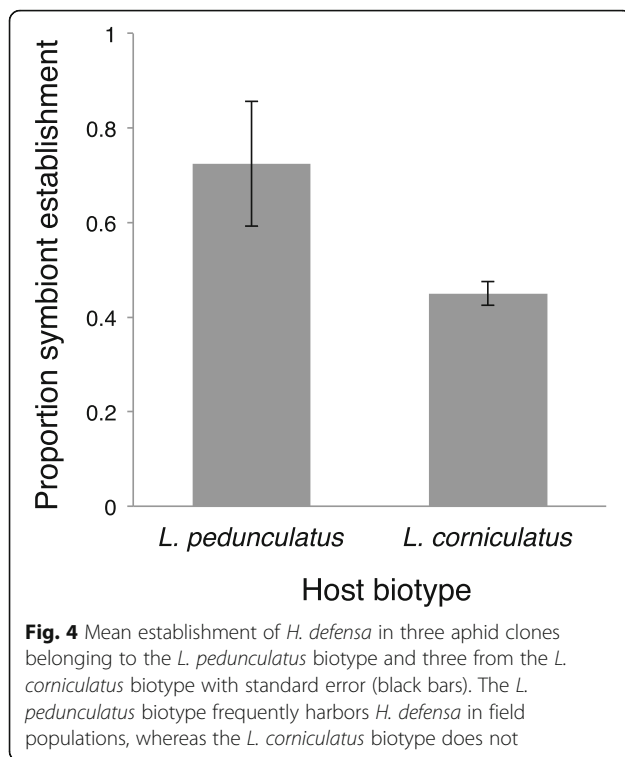 1
0.8
0.6
0.4
0.2
0
Proportion symbiont establishment
L. pedunculatus L. corniculatus
Host biotype
Fig. 4 Mean establishment of H. defensa in three aphid clones
belonging to the L. pedunculatus biotype and three from the L.
corniculatus biotype with standard error (black bars). The L.
pedunculatus biotype frequently harbors H. defensa in field
populations, whereas the L. corniculatus biotype does not